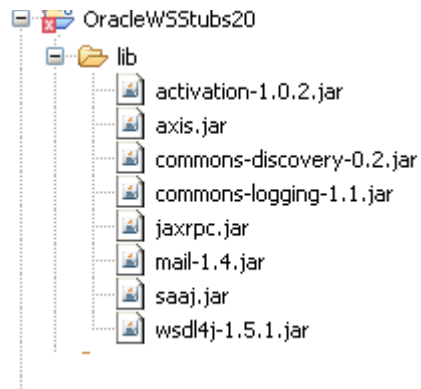 OracleWSStubs20
lib
activation-1.0.2.jar
axis.jar
commons-discovery-0.2.jar
commons-logging-1.1.jar
jaxrpc.jar
mail-1.4.jar
saaj.jar
wsdl4j-1.5.1.jar